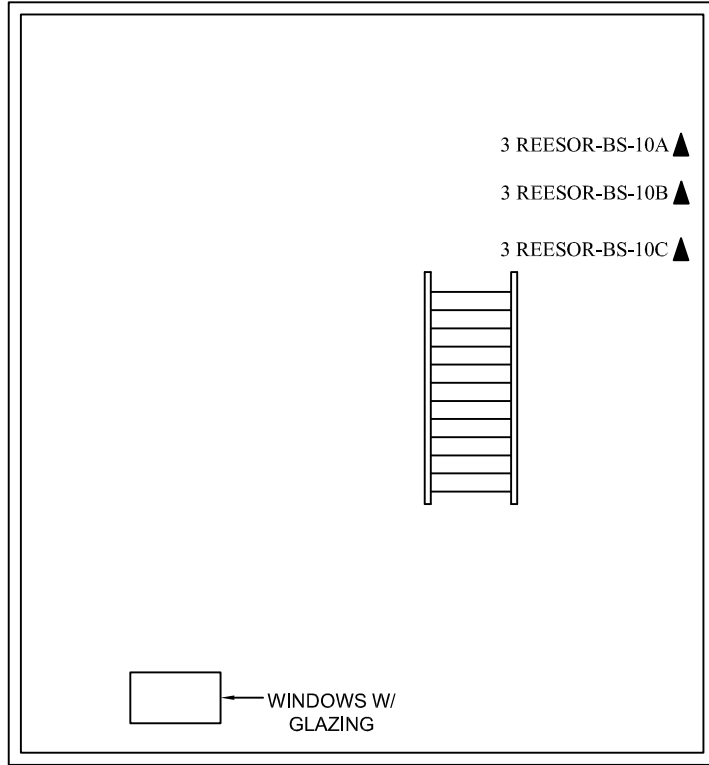 3 REESOR-BS-10A
3 REESOR-BS-10B
3 REESOR-BS-10C
WINDOWS W/
GLAZING